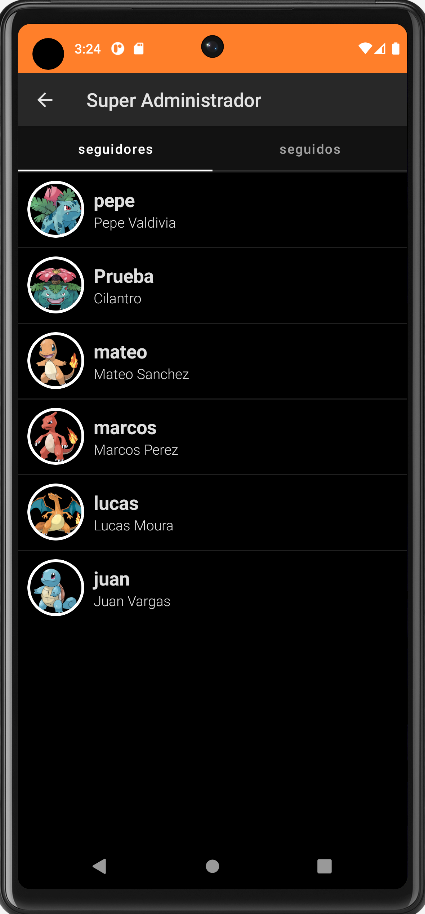 3:24
Super Administrador
seguidores
seguidos
pepe
Pepe Valdivia
Prueba
Cilantro
mateo
Mateo Sanchez
marcos
Marcos Perez
lucas
Lucas Moura
juan
Juan Vargas